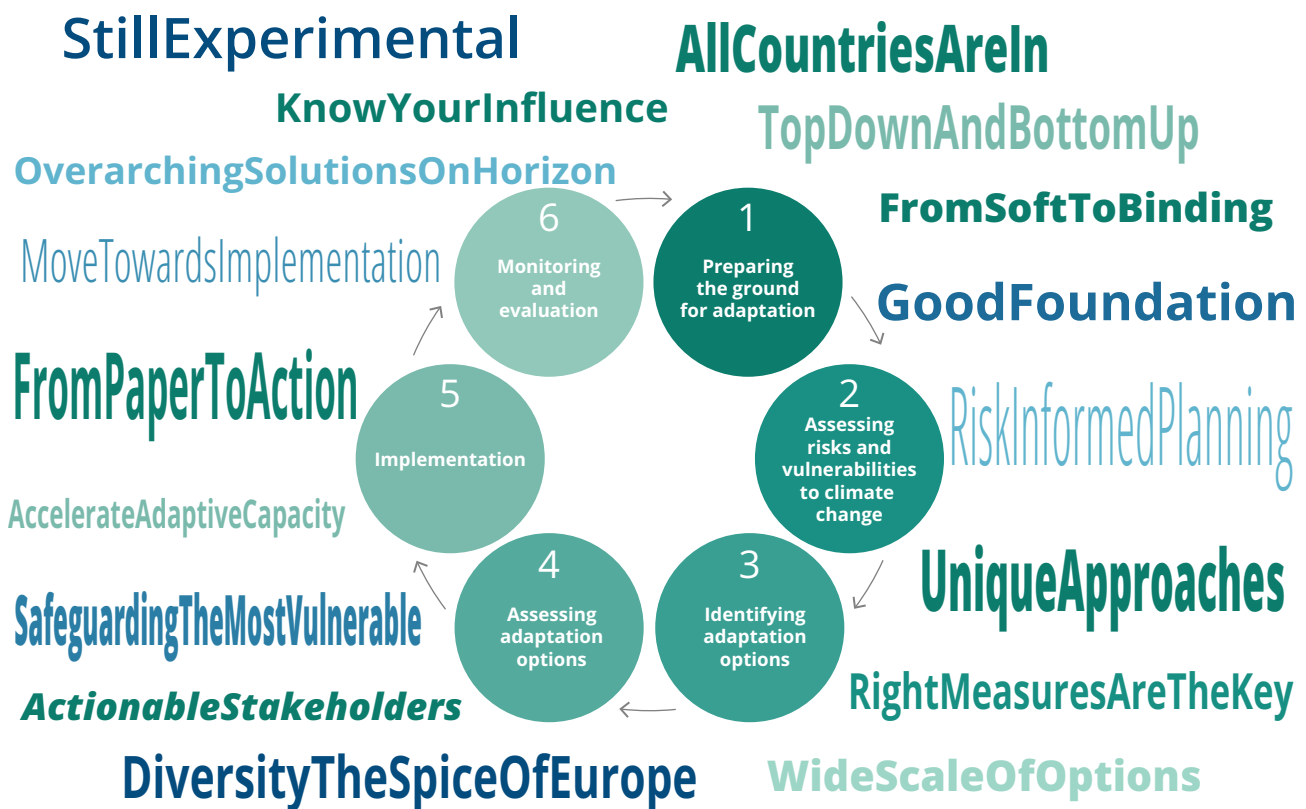 StillExperimental
AllCountriesAreIn
KnowYourInfluence
TopDownAndBottomUp
OverarchingSolutionsOnHorizon
FromSoftToBinding
MoveTowardsImplementation
GoodFoundation
6
Monitoring
and
evaluation
1
Preparing
the ground
for adaptation
FromPaperToAction
5
Implementation
2
Assessing
risks and
vulnerabilities
to climate
change
RiskInformedPlanning
AccelerateAdaptiveCapacity
UniqueApproaches
SafeguardingTheMostVulnerable
4
Assessing
adaptation
options
3
Identifying
adaptation
options
RightMeasuresAreTheKey
ActionableStakeholders
DiversityTheSpiceOfEurope
WideScaleOfOptions